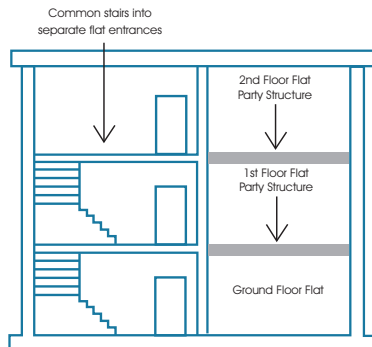 Common stairs into
separate flat entrances
2nd Floor Flat
Party Structure
1st Floor Flat
Party Structure
Ground Floor Flat